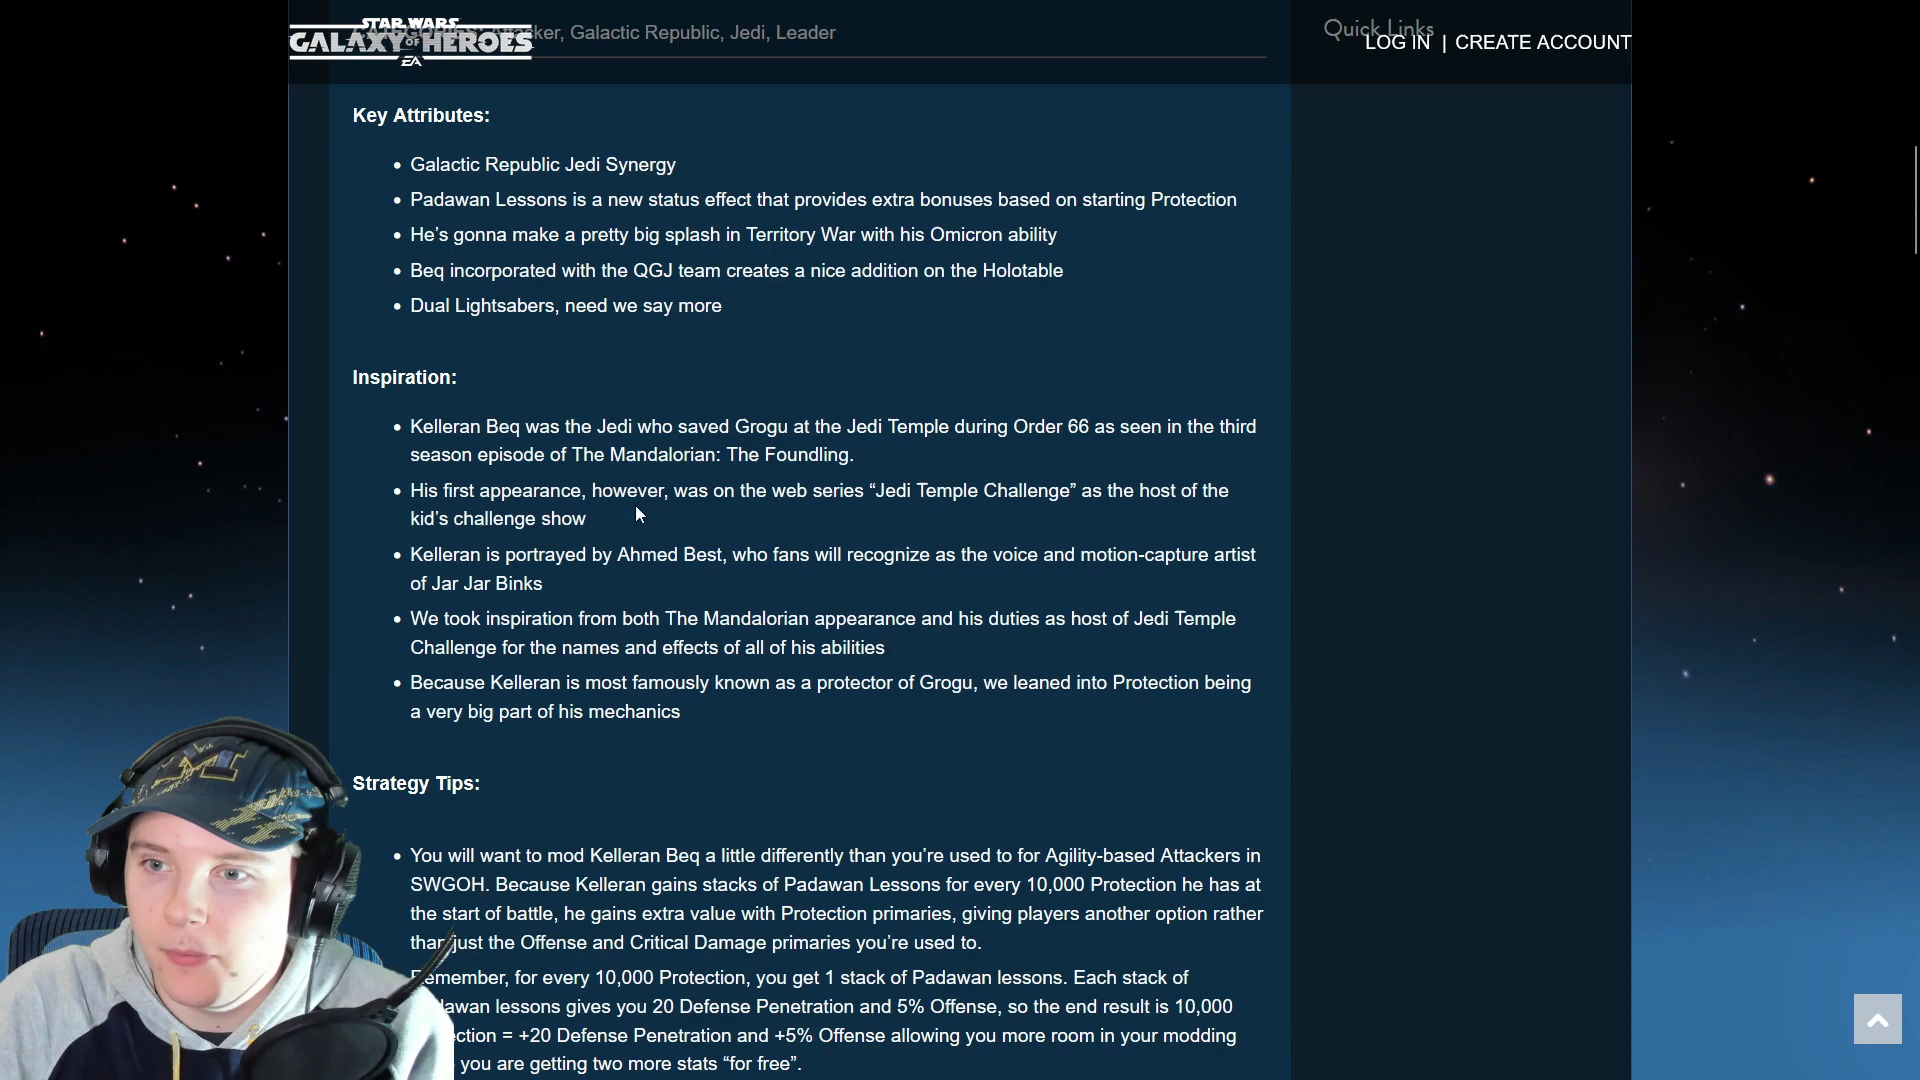 STAR WARS
GALAXY OF HEROES
EA
ker, Galactic Republic, Jedi, Leader
Quick Links
LOG IN | CREATE ACCOUNT
Key Attributes:
• Galactic Republic Jedi Synergy
• Padawan Lessons is a new status effect that provides extra bonuses based on starting Protection
• He’s gonna make a pretty big splash in Territory War with his Omicron ability
• Beq incorporated with the QGJ team creates a nice addition on the Holotable
• Dual Lightsabers, need we say more
Inspiration:
• Kelleran Beq was the Jedi who saved Grogu at the Jedi Temple during Order 66 as seen in the third
season episode of The Mandalorian: The Foundling.
• His first appearance, however, was on the web series “Jedi Temple Challenge” as the host of the
kid’s challenge show
• Kelleran is portrayed by Ahmed Best, who fans will recognize as the voice and motion-capture artist
of Jar Jar Binks
• We took inspiration from both The Mandalorian appearance and his duties as host of Jedi Temple
Challenge for the names and effects of all of his abilities
• Because Kelleran is most famously known as a protector of Grogu, we leaned into Protection being
a very big part of his mechanics
Strategy Tips:
• You will want to mod Kelleran Beq a little differently than you’re used to for Agility-based Attackers in
SWGOH. Because Kelleran gains stacks of Padawan Lessons for every 10,000 Protection he has at
the start of battle, he gains extra value with Protection primaries, giving players another option rather
than just the Offense and Critical Damage primaries you’re used to.
Remember, for every 10,000 Protection, you get 1 stack of Padawan lessons. Each stack of
dawan lessons gives you 20 Defense Penetration and 5% Offense, so the end result is 10,000
ction = +20 Defense Penetration and +5% Offense allowing you more room in your modding
you are getting two more stats “for free”.
M